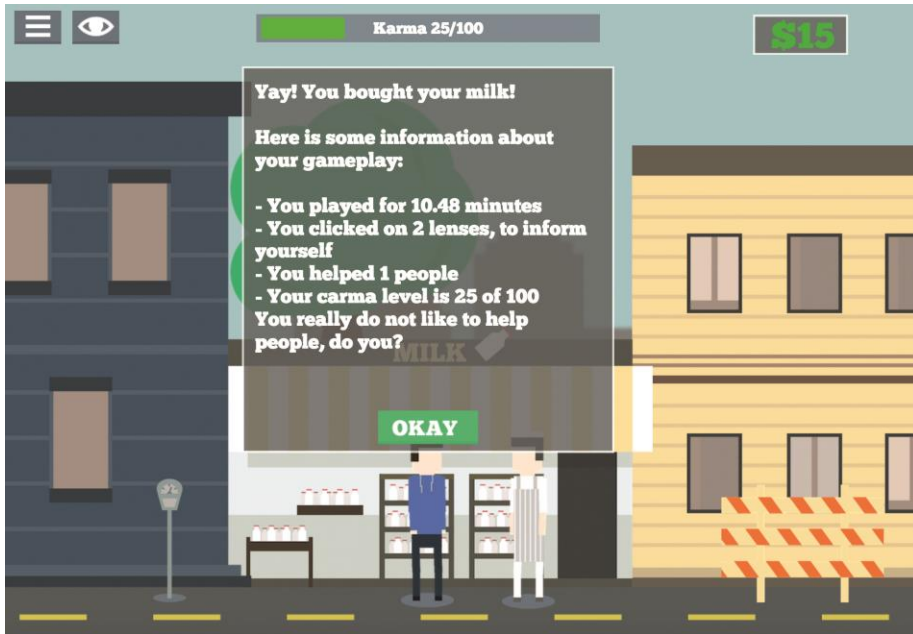 Karma 25/100
$15
Yay! You bought your milk!
Here is some information about
your gameplay:
- You played for 10.48 minutes
- You clicked on 2 lenses, to inform
yourself
- You helped 1 people
- Your carma level is 25 of 100
You really do not like to help
people, do you?
MILK
OKAY